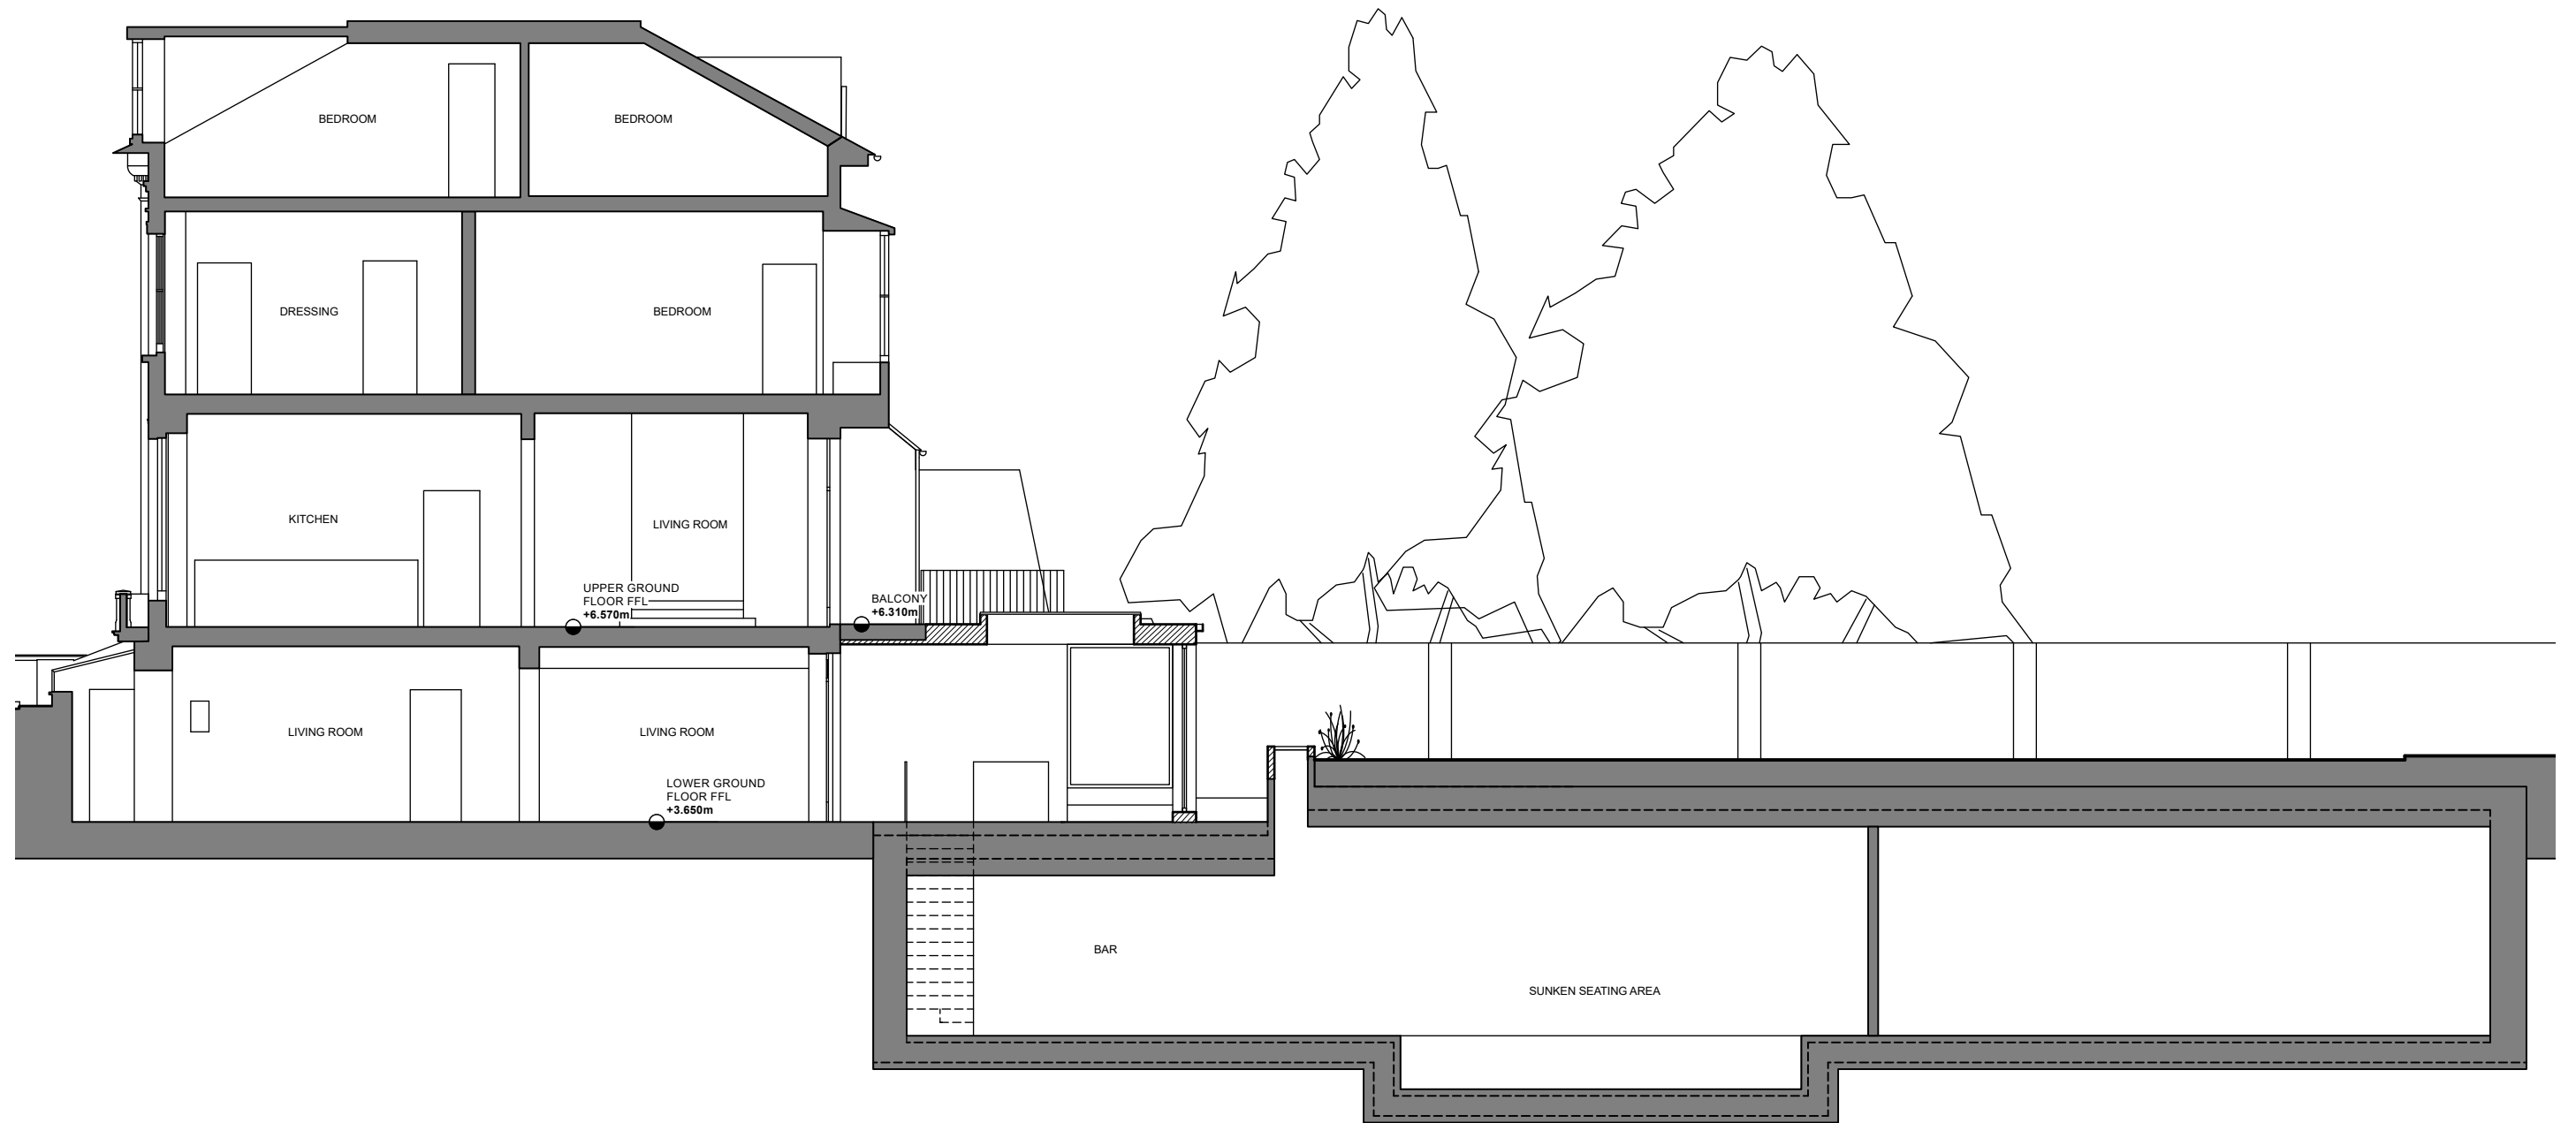 BEDROOM
BEDROOM
DRESSING
BEDROOM
KITCHEN
LIVING ROOM
UPPER GROUND
FLOOR FFL
+6.570m
BALCONY
+6.310m
LIVING ROOM
LIVING ROOM
LOWER GROUND
FLOOR FFL
+3.650m
BAR
SUNKEN SEATING AREA